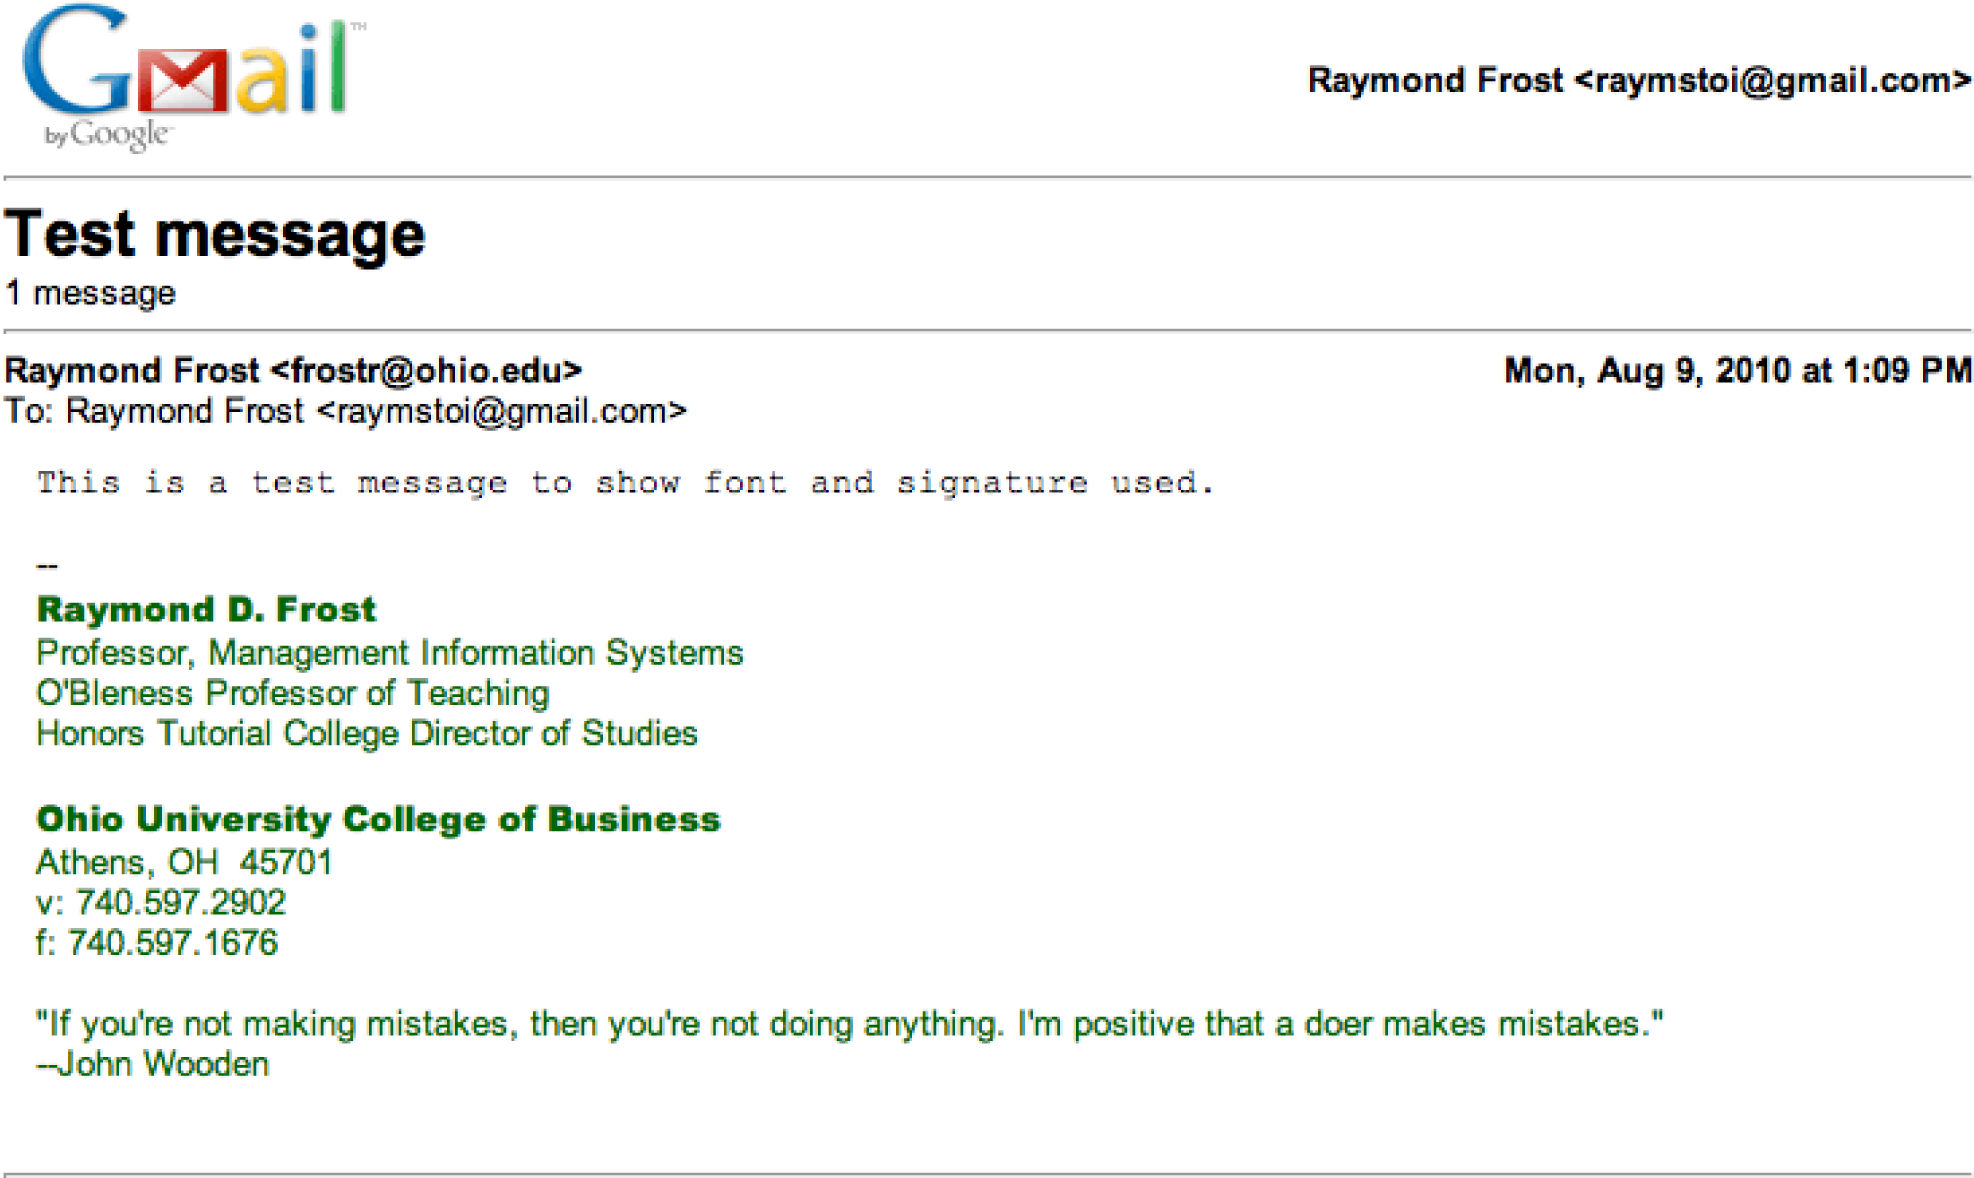 Gmail™
by Google™
Raymond Frost <raymstoi@gmail.com>
Test message
1 message
Raymond Frost <frostr@ohio.edu>
Mon, Aug 9, 2010 at 1:09 PM
To: Raymond Frost <raymstoi@gmail.com>
This is a test message to show font and signature used.
--
Raymond D. Frost
Professor, Management Information Systems
O'Bleness Professor of Teaching
Honors Tutorial College Director of Studies
Ohio University College of Business
Athens, OH  45701
v: 740.597.2902
f: 740.597.1676
"If you're not making mistakes, then you're not doing anything. I'm positive that a doer makes mistakes."
--John Wooden